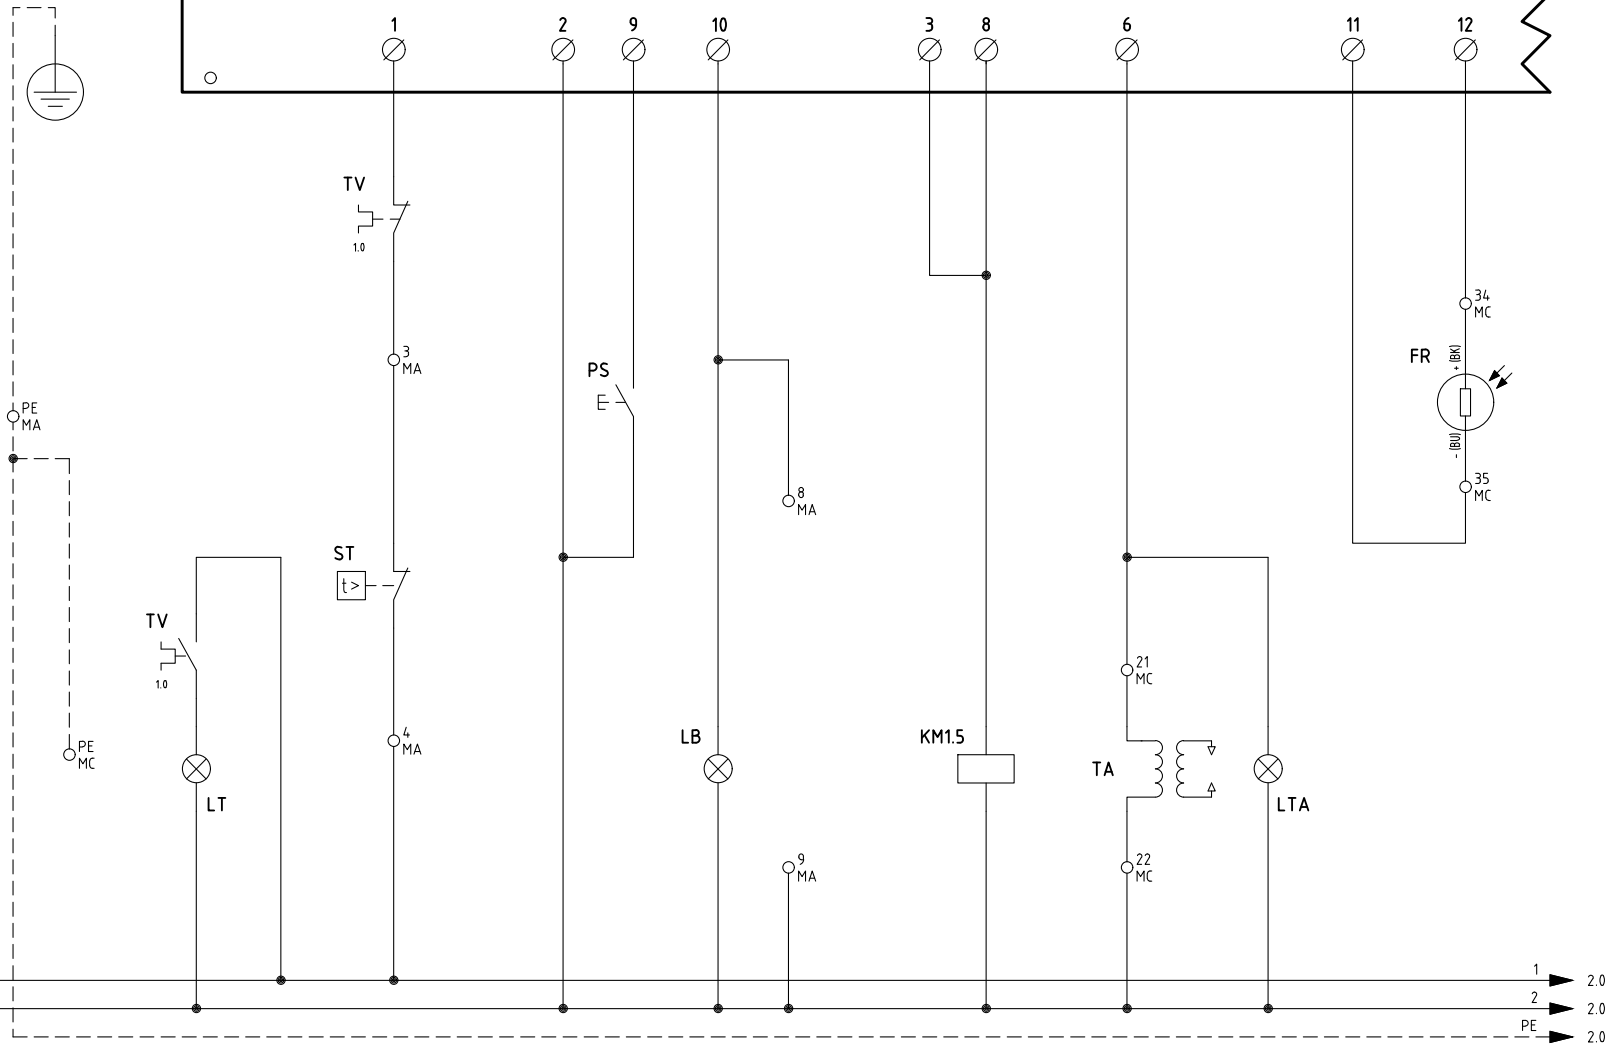 1 2 9 10 3 8 6 11 12
TV
1.0
34
MC
3
MA
FR
+ (BK)
PS
PE
MA
- (BU)
8
MA
35
MC
ST
t>
TV
1.0
21
MC
4
MA
PE
MC
LB
KM1.5
TA
LT
LTA
9
MA
22
MC
1 2.0
2 2.0
PE 2.0